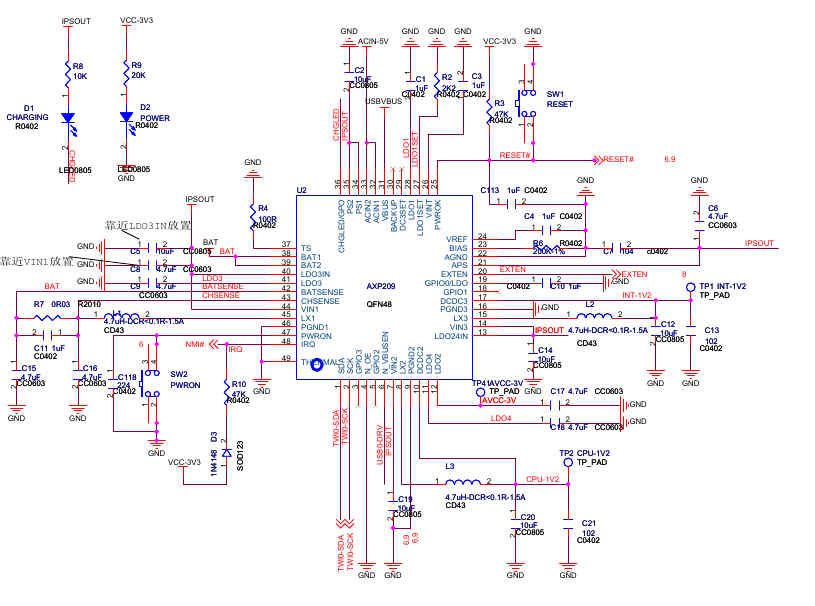 IPSOUT
VCC-3V3
R8
10K
R9
20K
D1
CHARGING
R0402
D2
POWER
R0402
CHGLED
LED0805
LED0805
GND
GND
ACIN-5V
GND
GND
GND
VCC-3V3
GND
C2
10uF
CC0805
USBVBUS
C1
1uF
C0402
R2
2K2
R0402
C3
1uF
C0402
R3
47K
R0402
SW1
RESET
CHGLED
IPSOUT
LDO1
LDO1SET
RESET#
RESET#
6,9
GND
IPSOUT
R4
100R
R0402
靠近LDO3IN放置
靠近VIN1放置
GND
GND
GND
C5
10uF
CC0805
C8
4.7uF
CC0603
C9
4.7uF
CC0603
BAT
BAT
LDO3
BATSENSE
CHSENSE
BAT
R7
0R03
R2010
L1
4.7uH-DCR<0.1R-1.5A
CD43
C11 1uF
C0402
C15
4.7uF
CC0603
GND
C16
4.7uF
CC0603
GND
C118
224
C0402
6
SW2
PWRON
GND
NMI#
IRQ
R10
47K
R0402
GND
D3
1N4148
SOD123
VCC-3V3
U2
AXP209
QFN48
36
35
34
33
32
31
30
29
28
27
26
25
CHGLED/GPO
PS2
PS1
ACIN2
ACIN1
VBUS
BACKUP
DC3SET
LDO1
LDO1SET
VINT
PWROK
37 TS
38 BAT1
39 BAT2
40 LDO3IN
41 LDO3
42 BATSENSE
43 CHSENSE
44 VIN1
45 LX1
46 PGND1
47 PWRON
48 IRQ
49 THERMAL
VREF 24
BIAS 23
AGND 22
APS 21
EXTEN 20
GPIO0/LDO 19
GPIO1 18
DCDC3 17
PGND3 16
LX3 15
VIN3 14
LDO24IN 13
SDA
SCK
GPIO3
N_OE
GPIO2
N_VBUSEN
VIN2
LX2
PGND2
DCDC2
LDO4
LDO2
1
2
3
4
5
6
7
8
9
10
11
12
C113
1uF
C0402
GND
C4 1uF
C0402
R6
200K-1%
R0402
C7
104
C0402
GND
C6
4.7uF
CC0603
IPSOUT
EXTEN
EXTEN
8
C0402
C10 1uF
GND
INT-1V2
TP1 INT-1V2
TP_PAD
GND
L2
4.7uH-DCR<0.1R-1.5A
CD43
IPSOUT
C12
10uF
CC0805
C13
102
C0402
GND
GND
C14
10uF
CC0805
GND
TP4
AVCC-3V
TP_PAD
AVCC-3V
C17 4.7uF
CC0603
GND
LDO4
C18 4.7uF
CC0603
GND
TWI0-SDA
TWI0-SCK
USB0-DRV
IPSOUT
TWI0-SDA
TWI0-SCK
6,9
6,9
GND
C19
10uF
CC0805
GND
L3
4.7uH-DCR<0.1R-1.5A
CD43
CPU-1V2
TP2
CPU-1V2
TP_PAD
C20
10uF
CC0805
C21
102
C0402
GND
GND